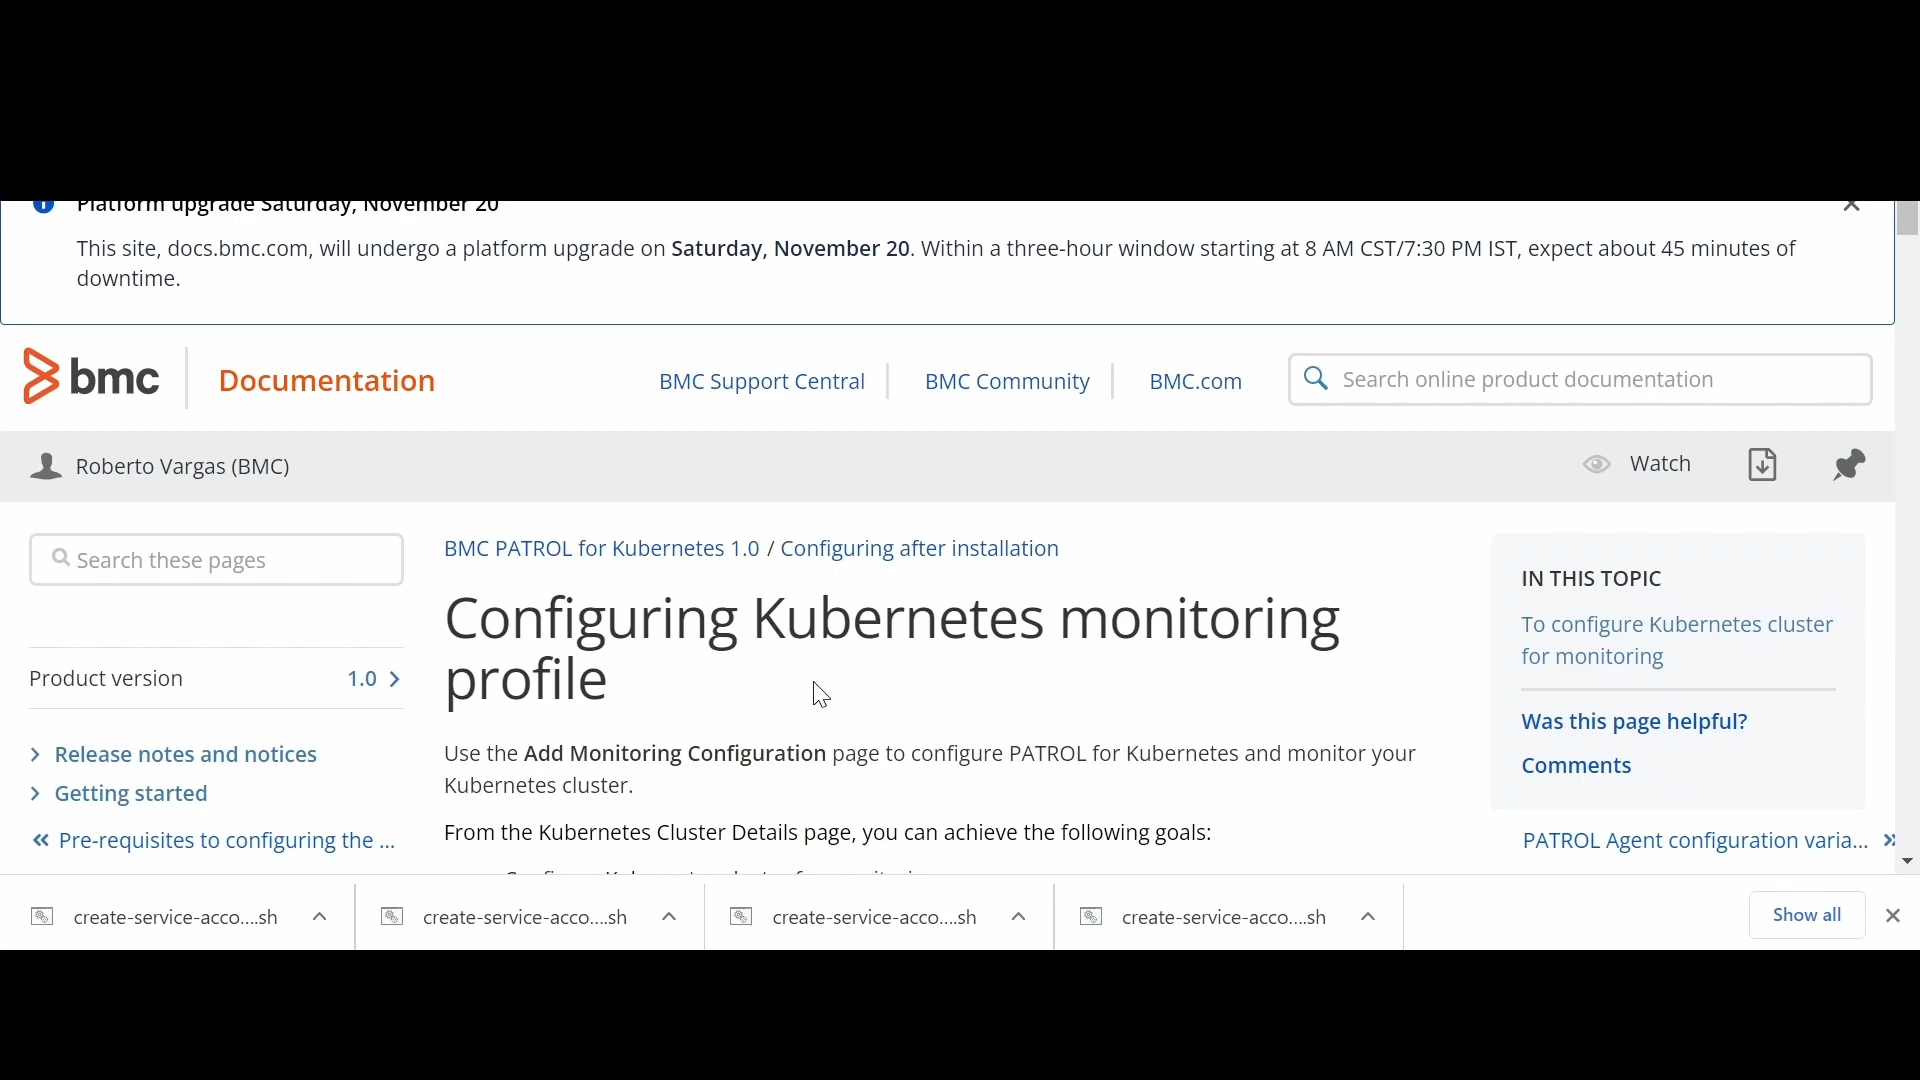 Platform upgrade Saturday, November 20
This site, docs.bmc.com, will undergo a platform upgrade on Saturday, November 20. Within a three-hour window starting at 8 AM CST/7:30 PM IST, expect about 45 minutes of
downtime.
bmc Documentation
BMC Support Central
BMC Community
BMC.com
Search online product documentation
Roberto Vargas (BMC)
Watch
Search these pages
Product version 1.0
Release notes and notices
Getting started
Pre-requisites to configuring the ...
BMC PATROL for Kubernetes 1.0 / Configuring after installation
Configuring Kubernetes monitoring
profile
Use the Add Monitoring Configuration page to configure PATROL for Kubernetes and monitor your
Kubernetes cluster.
From the Kubernetes Cluster Details page, you can achieve the following goals:
IN THIS TOPIC
To configure Kubernetes cluster
for monitoring
Was this page helpful?
Comments
PATROL Agent configuration varia...
create-service-acco....sh
create-service-acco....sh
create-service-acco....sh
create-service-acco....sh
Show all